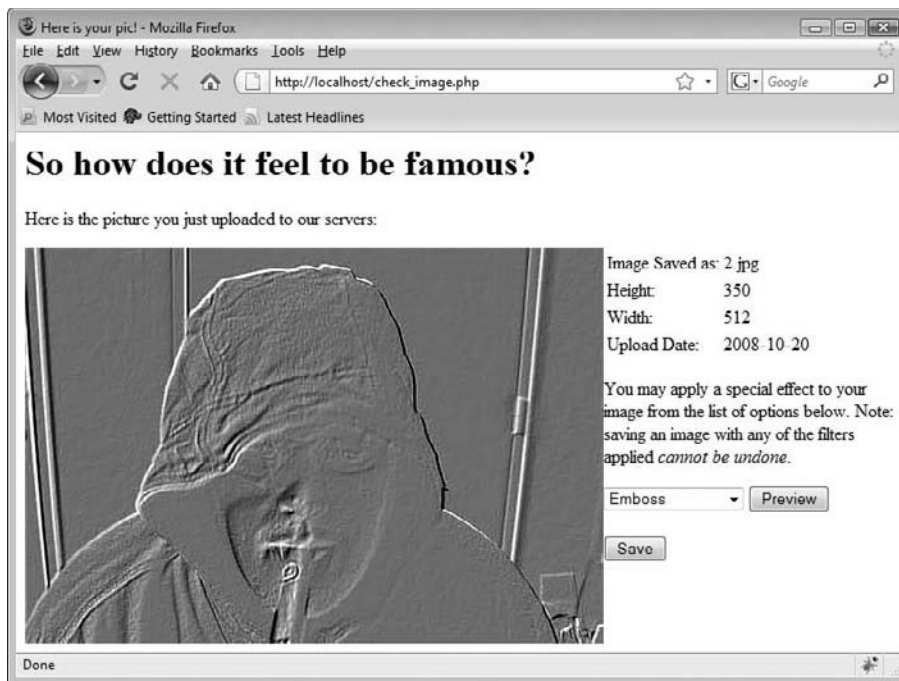 Here is your pic! - Mozilla Firefox
File Edit View History Bookmarks Tools Help
http://localhost/check_image.php
G Google
Most Visited Getting Started Latest Headlines
So how does it feel to be famous?
Here is the picture you just uploaded to our servers:
Image Saved as: 2.jpg
Height: 350
Width: 512
Upload Date: 2008-10-20
You may apply a special effect to your
image from the list of options below. Note:
saving an image with any of the filters
applied cannot be undone.
Emboss Preview
Save
Done